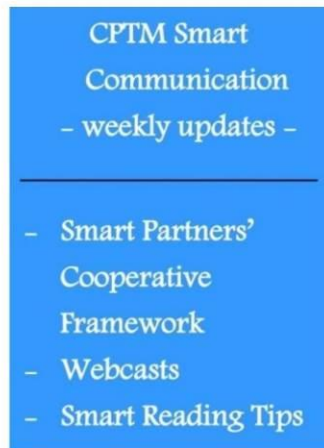 CPTM Smart
Communication
- weekly updates -
- Smart Partners'
Cooperative
Framework
- Webcasts
- Smart Reading Tips